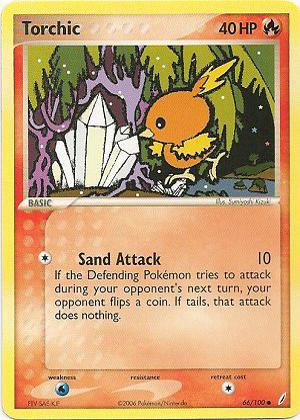 Torchic
40 HP
BASIC
Illus. Sumiyoshi Kizuki
Sand Attack 10
If the Defending Pokémon tries to attack
during your opponent's next turn, your
opponent flips a coin. If tails, that attack
does nothing.
weakness resistance retreat cost
©2006 Pokémon/Nintendo
66/100